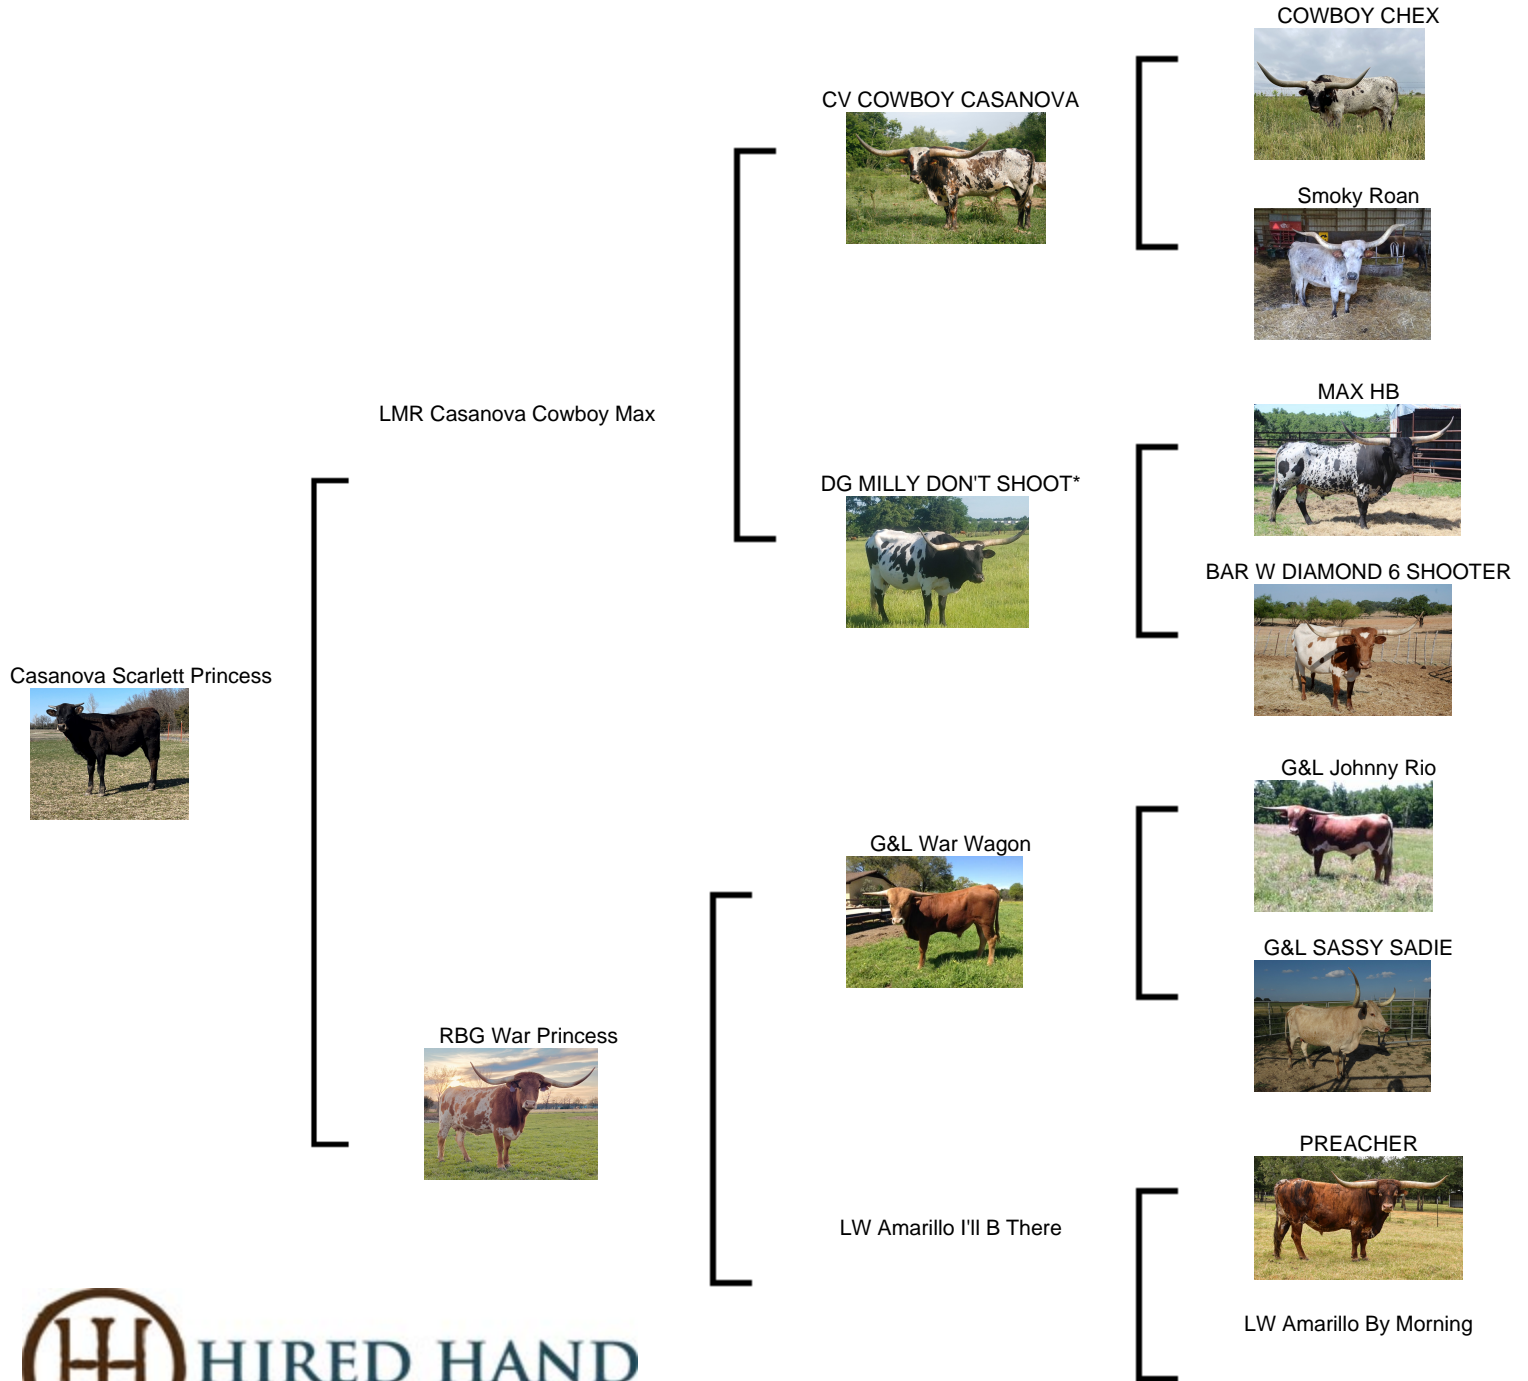 COWBOY CHEX
CV COWBOY CASANOVA
Smoky Roan
LMR Casanova Cowboy Max
MAX HB
DG MILLY DON'T SHOOT*
BAR W DIAMOND 6 SHOOTER
Casanova Scarlett Princess
G&L Johnny Rio
G&L War Wagon
G&L SASSY SADIE
RBG War Princess
PREACHER
LW Amarillo I'll B There
LW Amarillo By Morning
HIRED HAND